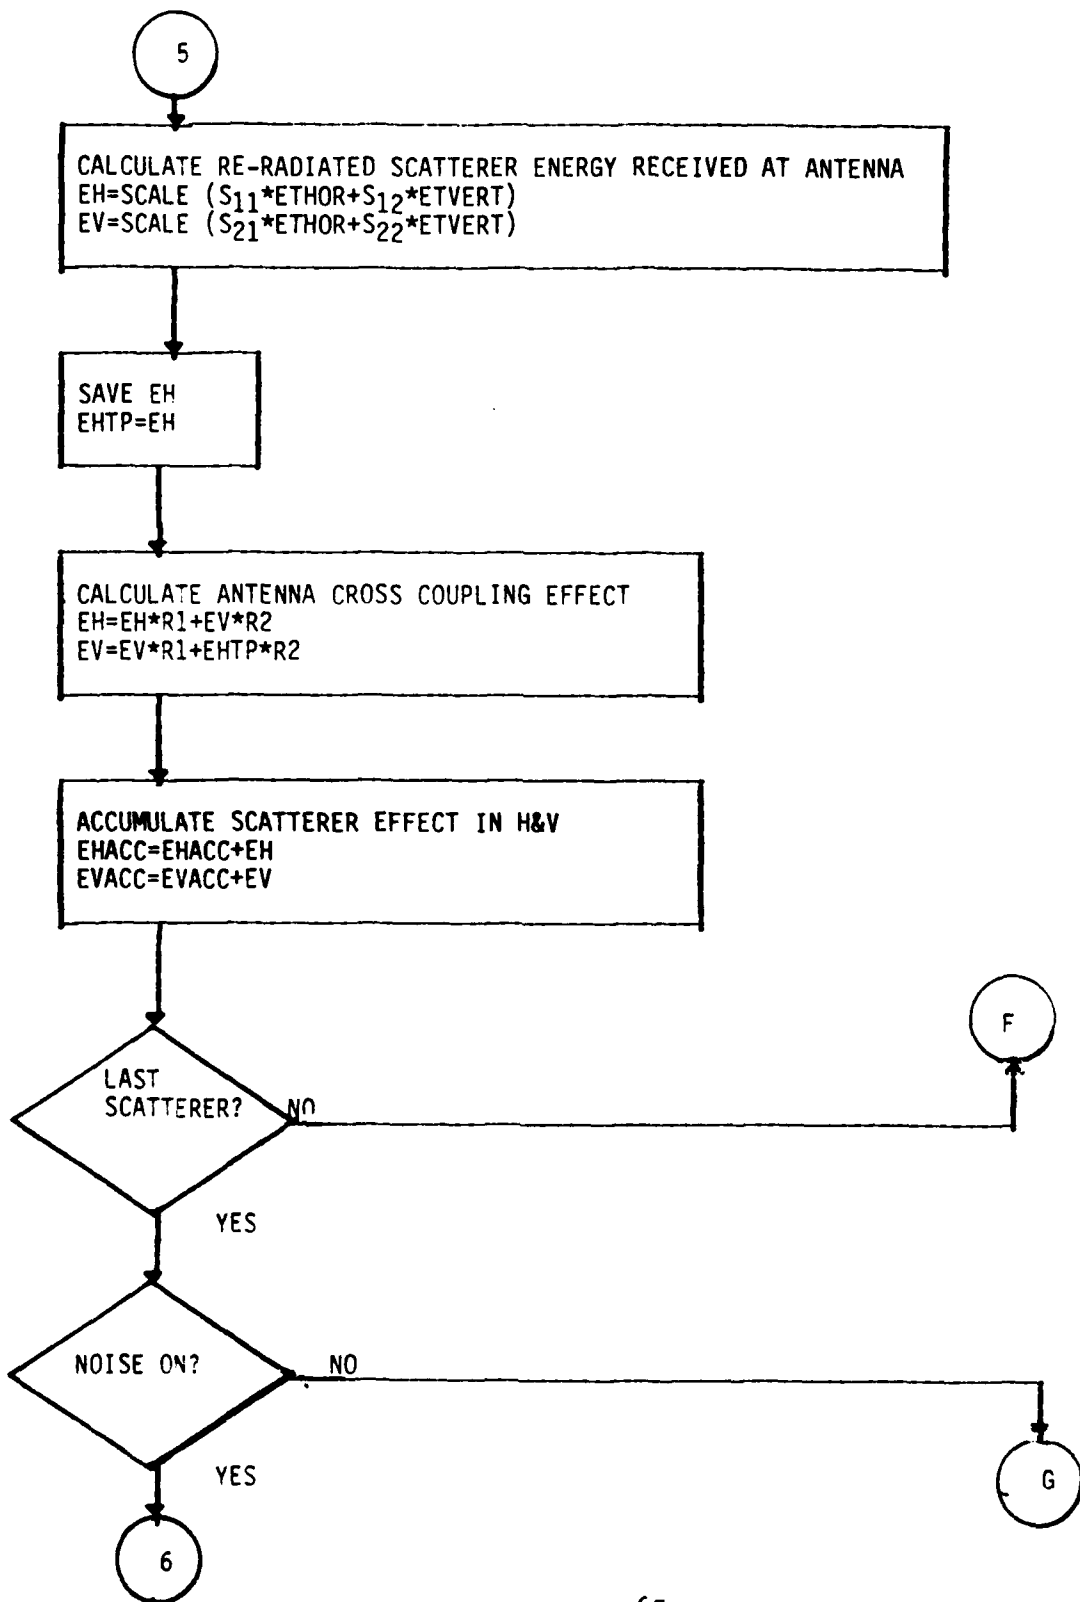 5
CALCULATE RE-RADIATED SCATTERER ENERGY RECEIVED AT ANTENNA
EH=SCALE (S11*ETHOR+S12*ETVERT)
EV=SCALE (S21*ETHOR+S22*ETVERT)
SAVE EH
EHTP=EH
CALCULATE ANTENNA CROSS COUPLING EFFECT
EH=EH*R1+EV*R2
EV=EV*R1+EHTP*R2
ACCUMULATE SCATTERER EFFECT IN H&V
EHACC=EHACC+EH
EVACC=EVACC+EV
F
LAST
SCATTERER? NO
YES
NOISE ON? NO
YES
G
6